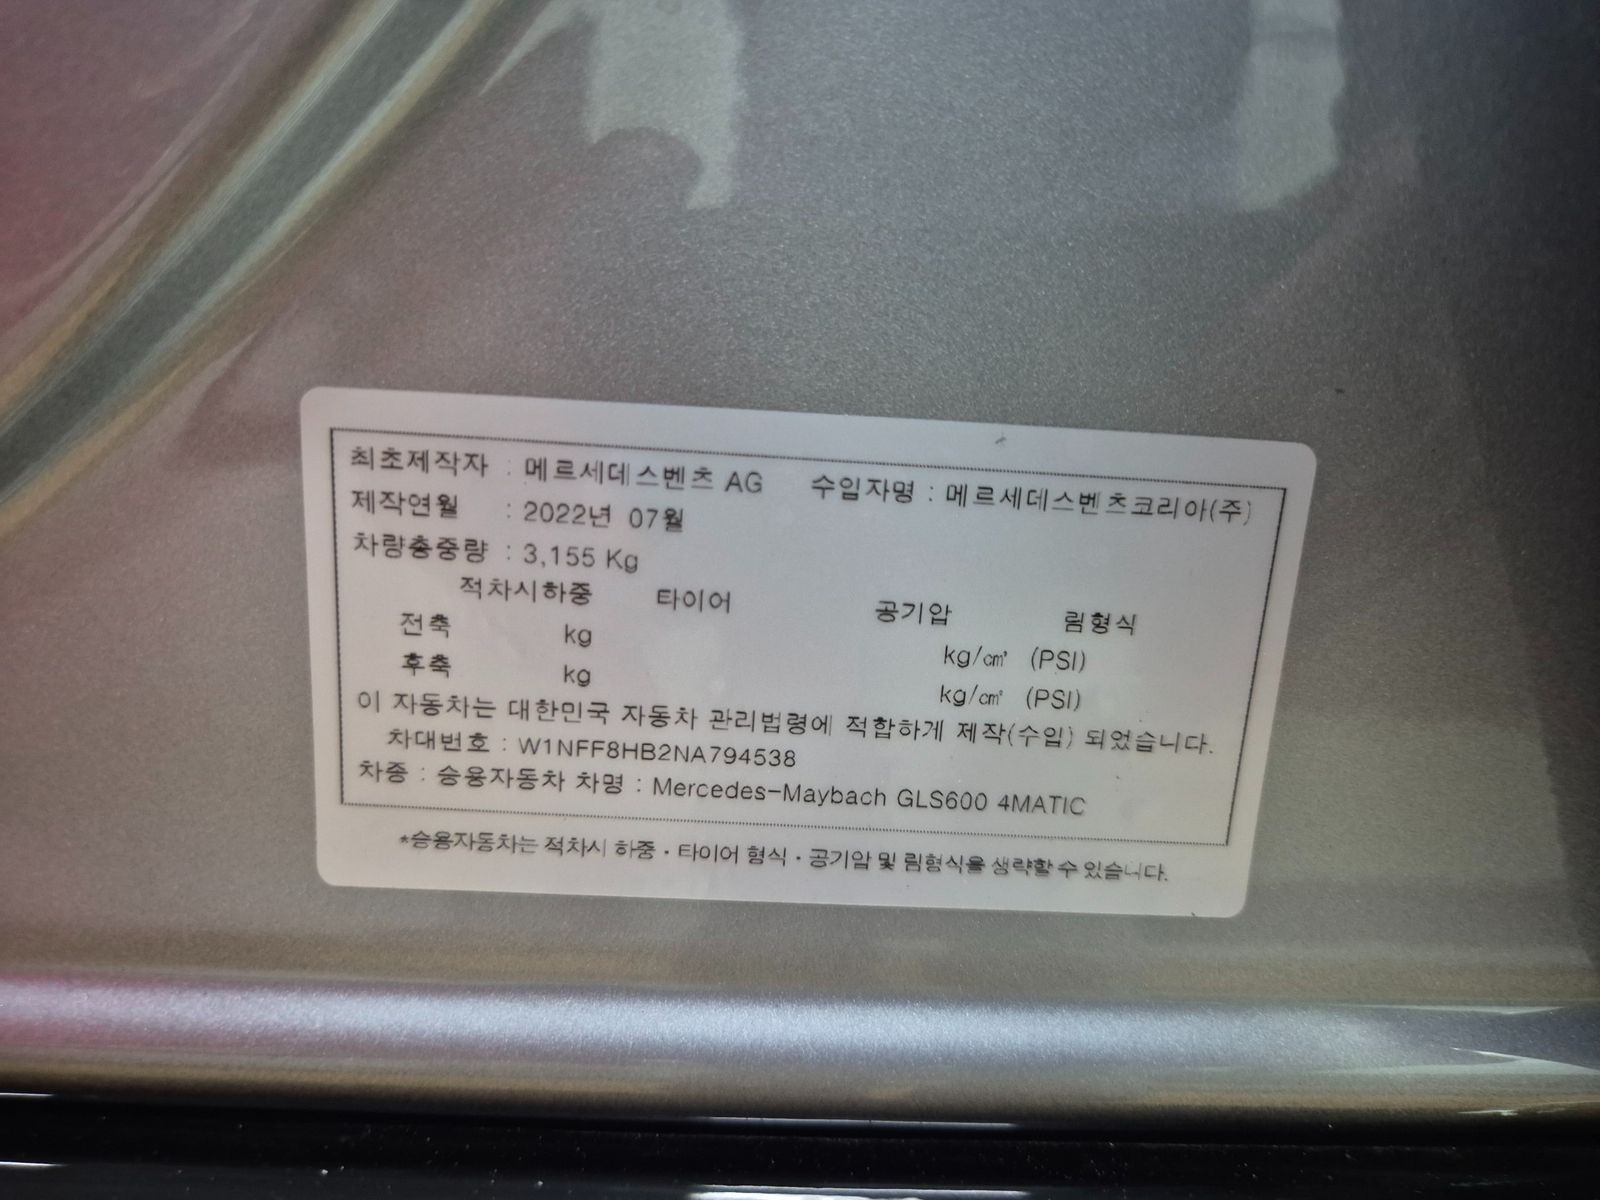 최초제작자 : 메르세데스벤츠 AG 수입자명 : 메르세데스벤츠코리아(주)
제작연월 : 2022년 07월
차량총중량 : 3,155 Kg
적차시하중 타이어 공기압 림형식
전축 kg kg/㎠ (PSI)
후축 kg kg/㎠ (PSI)
이 자동차는 대한민국 자동차 관리법령에 적합하게 제작(수입) 되었습니다.
차대번호 : W1NFF8HB2NA794538
차종 : 승용자동차 차명 : Mercedes-Maybach GLS600 4MATIC
*승용자동차는 적차시 하중·타이어 형식·공기압 및 림형식을 생략할 수 있습니다.